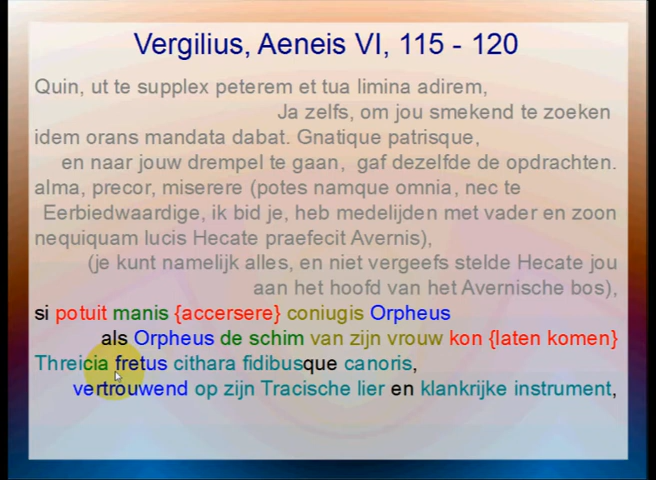 Vergilius, Aeneis VI, 115 - 120
Quin, ut te supplex peterem et tua limina adirem,
Ja zelfs, om jou smekend te zoeken
idem orans mandata dabat. Gnatique patrisque,
en naar jouw drempel te gaan, gaf dezelfde de opdrachten.
alma, precor, miserere (potes namque omnia, nec te
Eerbiedwaardige, ik bid je, heb medelijden met vader en zoon
nequiquam lucis Hecate praefecit Avernis),
(je kunt namelijk alles, en niet vergeefs stelde Hecate jou
aan het hoofd van het Avernische bos),
si potuit manis {accersere} coniugis Orpheus
als Orpheus de schim van zijn vrouw kon {laten komen}
Threicia fretus cithara fidibusque canoris,
vertrouwend op zijn Tracische lier en klankrijke instrument,